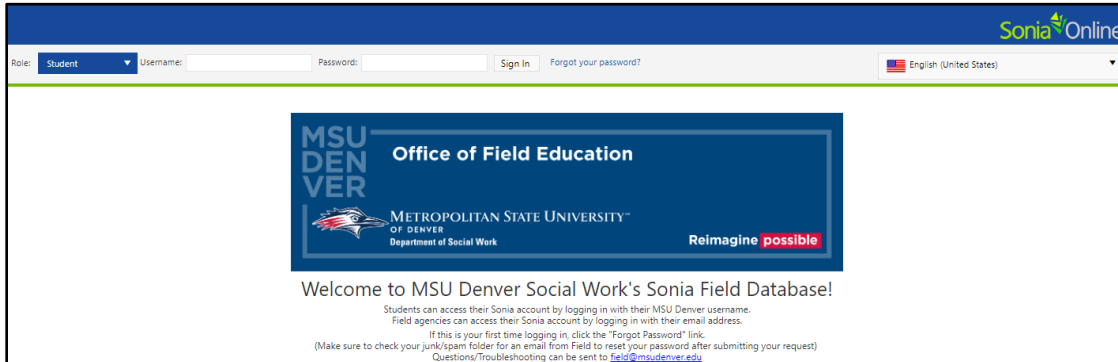 Sonia Online
Role: Student Username: Password: Sign In Forgot your password? English (United States)
MSU
DEN
VER
Office of Field Education
METROPOLITAN STATE UNIVERSITY™
OF DENVER
Department of Social Work
Reimagine possible
Welcome to MSU Denver Social Work's Sonia Field Database!
Students can access their Sonia account by logging in with their MSU Denver username.
Field agencies can access their Sonia account by logging in with their email address.
If this is your first time logging in, click the "Forgot Password" link.
(Make sure to check your junk/spam folder for an email from Field to reset your password after submitting your request)
Questions/Troubleshooting can be sent to field@msudenver.edu